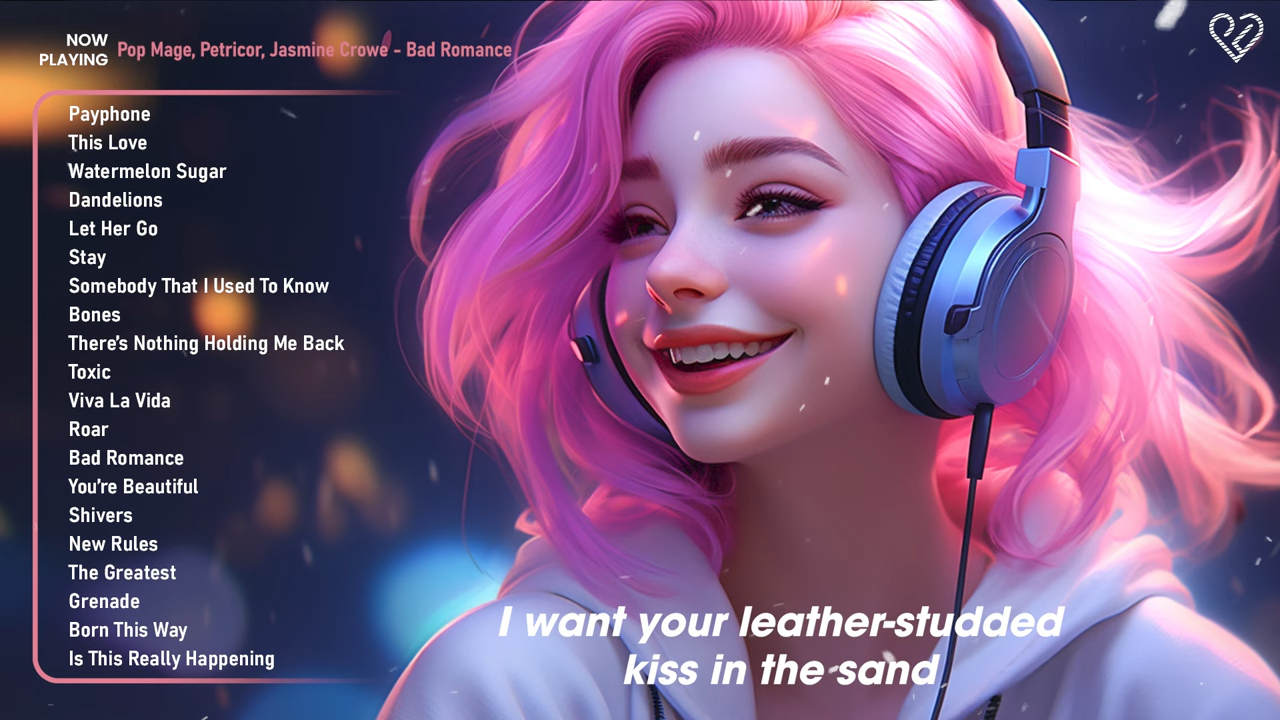 NOW
PLAYING
Pop Mage, Petricor, Jasmine Crowe - Bad Romance
Payphone
This Love
Watermelon Sugar
Dandelions
Let Her Go
Stay
Somebody That I Used To Know
Bones
There's Nothing Holding Me Back
Toxic
Viva La Vida
Roar
Bad Romance
You're Beautiful
Shivers
New Rules
The Greatest
Grenade
Born This Way
Is This Really Happening
I want your leather-studded
kiss in the sand